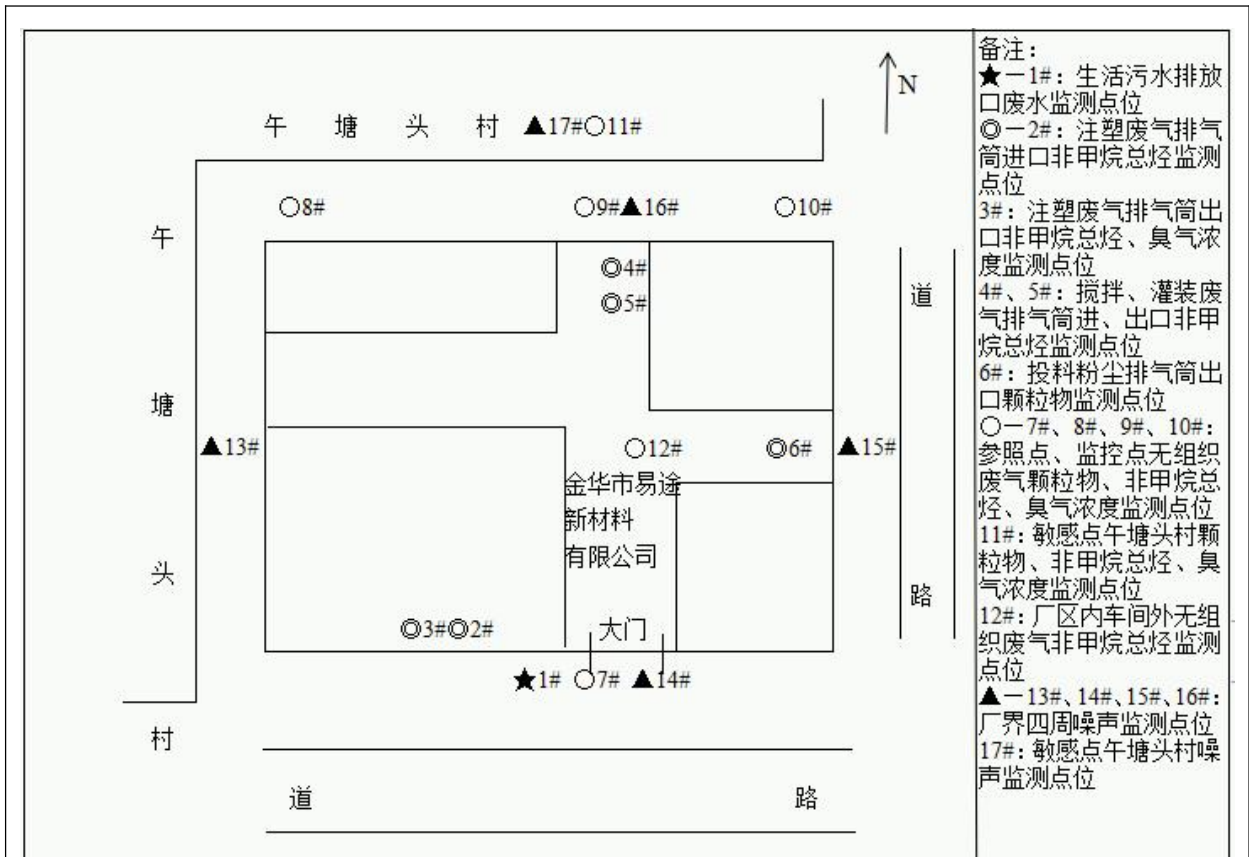 N
午 塘 头 村 ▲17#○11#
○8# ○9#▲16# ○10#
午
塘
头
村
◎4#
◎5#
道
路
▲13#
○12# ◎6# ▲15#
金华市易途
新材料
有限公司
◎3#◎2# 大门
★1# ○7# ▲14#
道 路
备注：
★－1#：生活污水排放
口废水监测点位
◎－2#：注塑废气排气
筒进口非甲烷总烃监测
点位
3#：注塑废气排气筒出
口非甲烷总烃、臭气浓
度监测点位
4#、5#：搅拌、灌装废
气排气筒进、出口非甲
烷总烃监测点位
6#：投料粉尘排气筒出
口颗粒物监测点位
○－7#、8#、9#、10#：
参照点、监控点无组织
废气颗粒物、非甲烷总
烃、臭气浓度监测点位
11#：敏感点午塘头村颗
粒物、非甲烷总烃、臭
气浓度监测点位
12#：厂区内车间外无组
织废气非甲烷总烃监测
点位
▲－13#、14#、15#、16#：
厂界四周噪声监测点位
17#：敏感点午塘头村噪
声监测点位